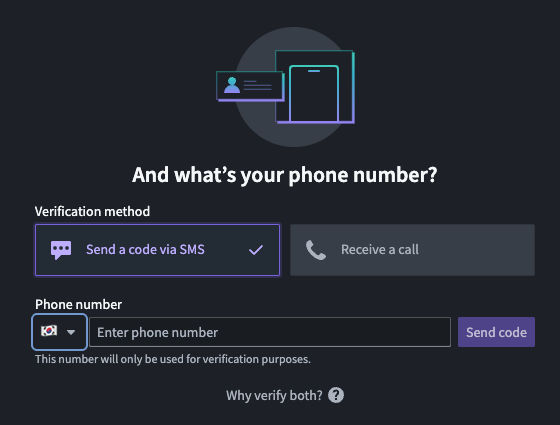 And what's your phone number?
Verification method
Send a code via SMS
Receive a call
Phone number
Enter phone number
Send code
This number will only be used for verification purposes.
Why verify both? ?